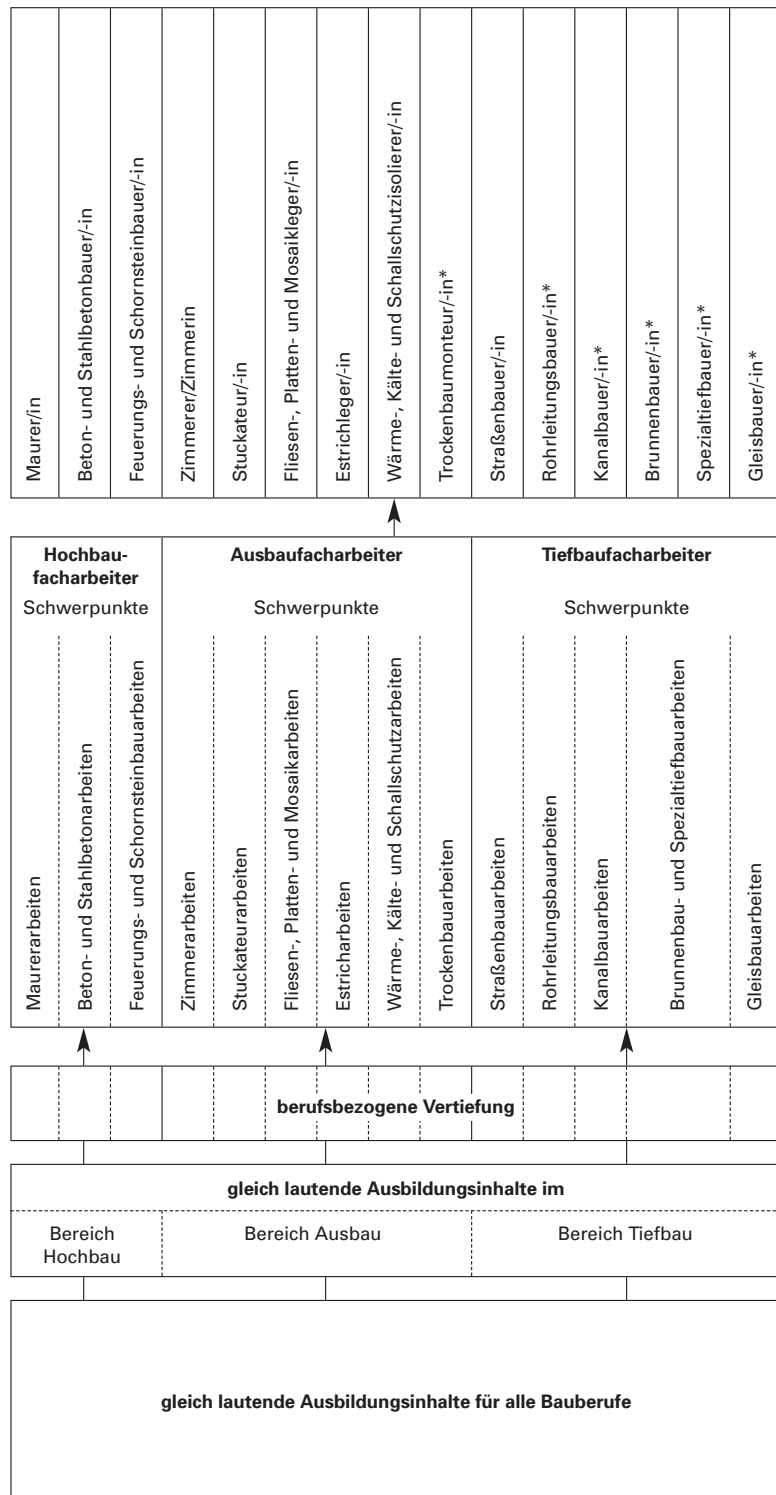 Maurer/in
Beton- und Stahlbetonbauer/-in
Feuerungs- und Schornsteinbauer/-in
Zimmerer/Zimmerin
Stuckateur/-in
Fliesen-, Platten- und Mosaikleger/-in
Estrichleger/-in
Wärme-, Kälte- und Schallschutzisolierer/-in
Trockenbaumonteur/-in*
Straßenbauer/-in
Rohrleitungsbauer/-in*
Kanalbauer/-in*
Brunnenbauer/-in*
Spezialtiefbauer/-in*
Gleisbauer/-in*
Hochbau-
facharbeiter
Schwerpunkte
Maurerarbeiten
Beton- und Stahlbetonarbeiten
Feuerungs- und Schornsteinbauarbeiten
Ausbaufacharbeiter
Schwerpunkte
Zimmerarbeiten
Stuckateurarbeiten
Fliesen-, Platten- und Mosaikarbeiten
Estricharbeiten
Wärme-, Kälte- und Schallschutzarbeiten
Trockenbauarbeiten
Tiefbaufacharbeiter
Schwerpunkte
Straßenbauarbeiten
Rohrleitungsbauarbeiten
Kanalbauarbeiten
Brunnenbau- und Spezialtiefbauarbeiten
Gleisbauarbeiten
berufsbezogene Vertiefung
gleich lautende Ausbildungsinhalte im
Bereich
Hochbau
Bereich Ausbau
Bereich Tiefbau
gleich lautende Ausbildungsinhalte für alle Bauberufe